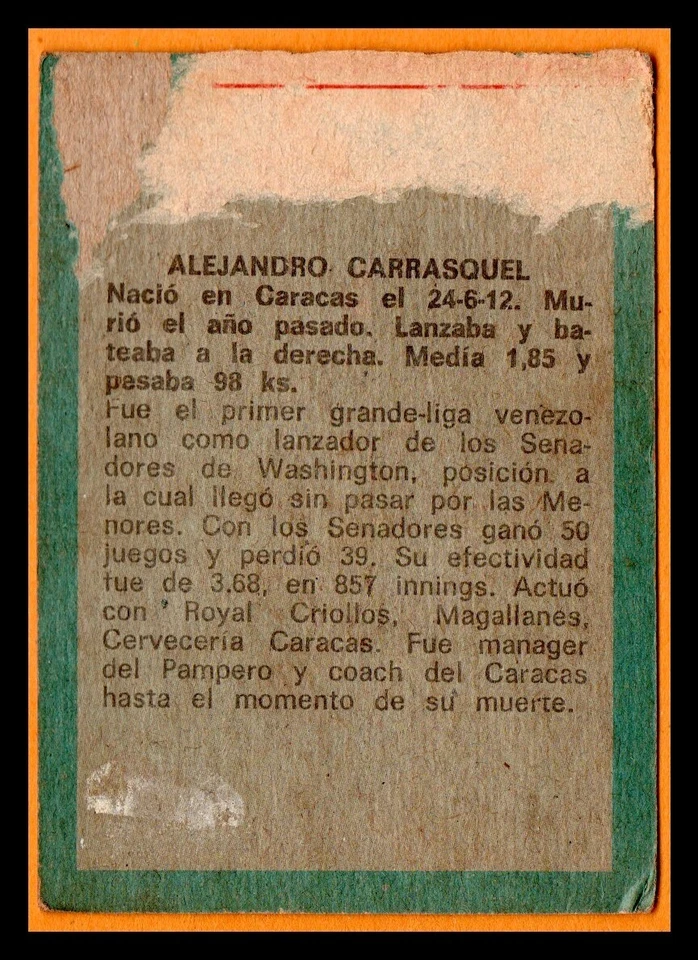 ALEJANDRO CARRASQUEL
Nació en Caracas el 24-6-12. Mu-
rió el año pasado. Lanzaba y ba-
teaba a la derecha. Media 1,85 y
pasaba 98 ks.
Fue el primer grande-liga venezo-
lano como lanzador de los Sena-
dores de Washington, posición a
la cual llegó sin pasar por las Me-
nores. Con los Senadores ganó 50
juegos y perdió 39. Su efectividad
fue de 3.68, en 857 innings. Actuó
con Royal Criollos, Magallanes,
Cervecería Caracas. Fue manager
del Pampero y coach del Caracas
hasta el momento de su muerte.